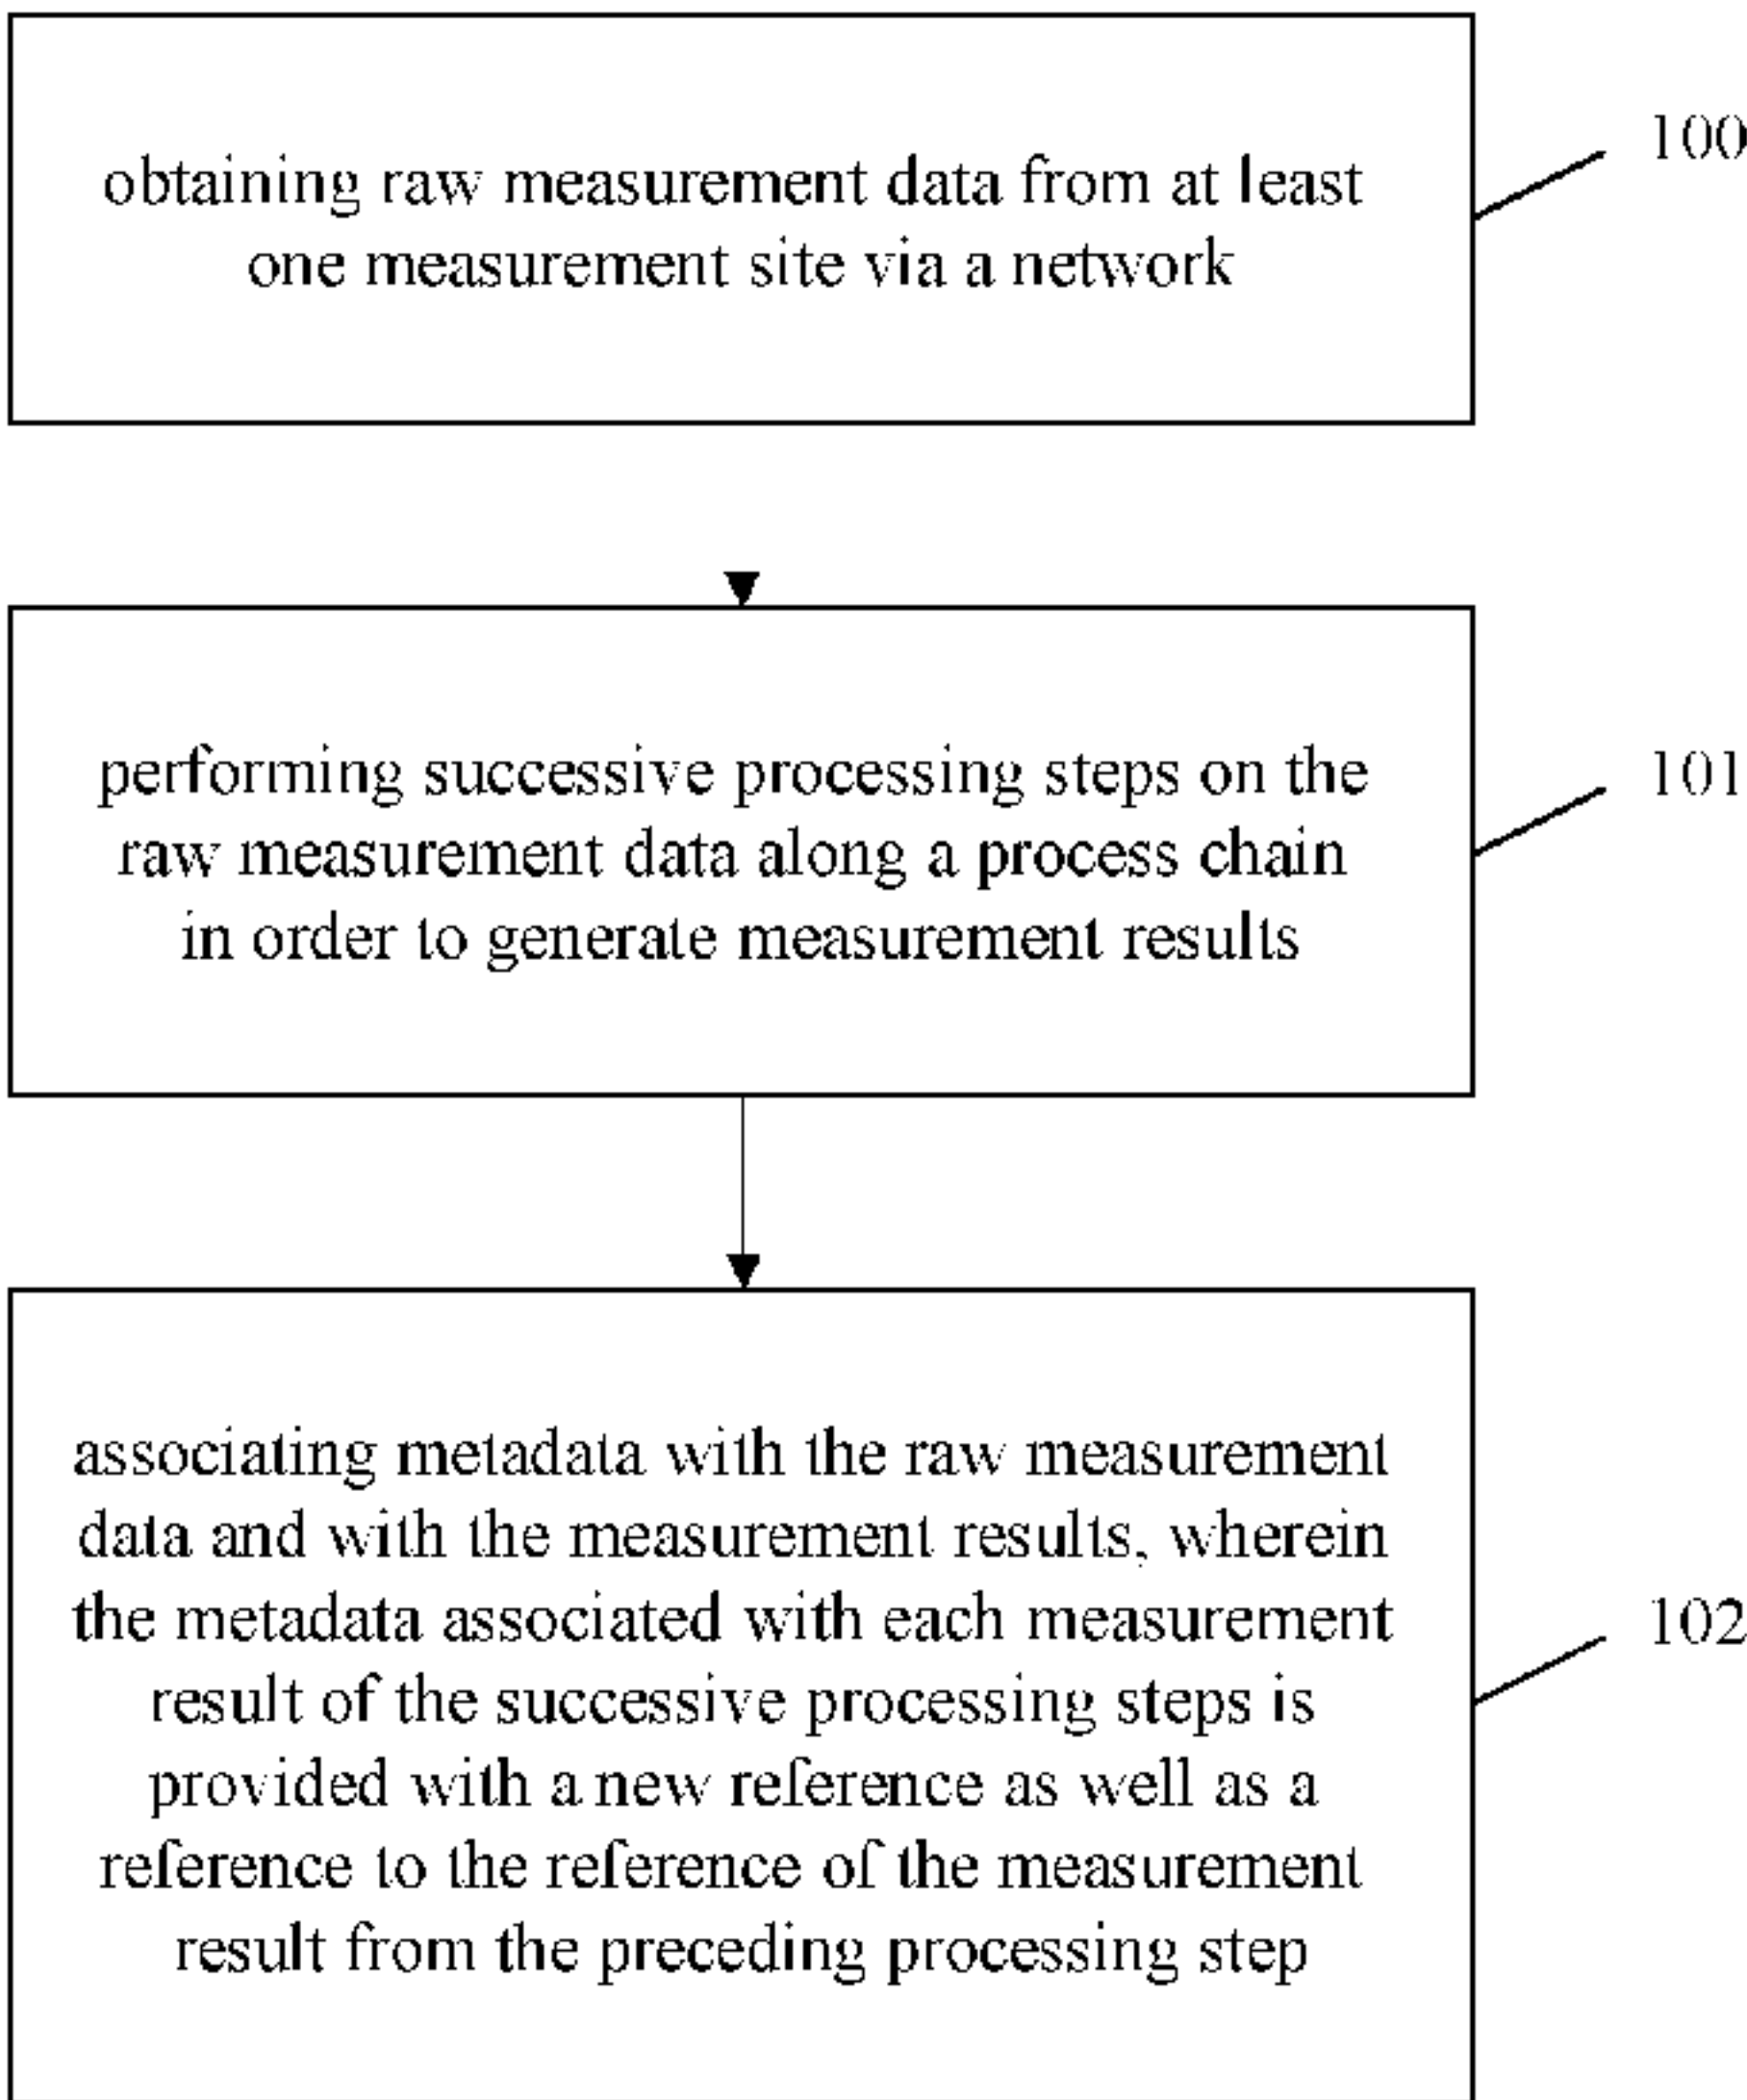 obtaining raw measurement data from at least
one measurement site via a network
100
performing successive processing steps on the
raw measurement data along a process chain
in order to generate measurement results
101
associating metadata with the raw measurement
data and with the measurement results, wherein
the metadata associated with each measurement
result of the successive processing steps is
provided with a new reference as well as a
reference to the reference of the measurement
result from the preceding processing step
102